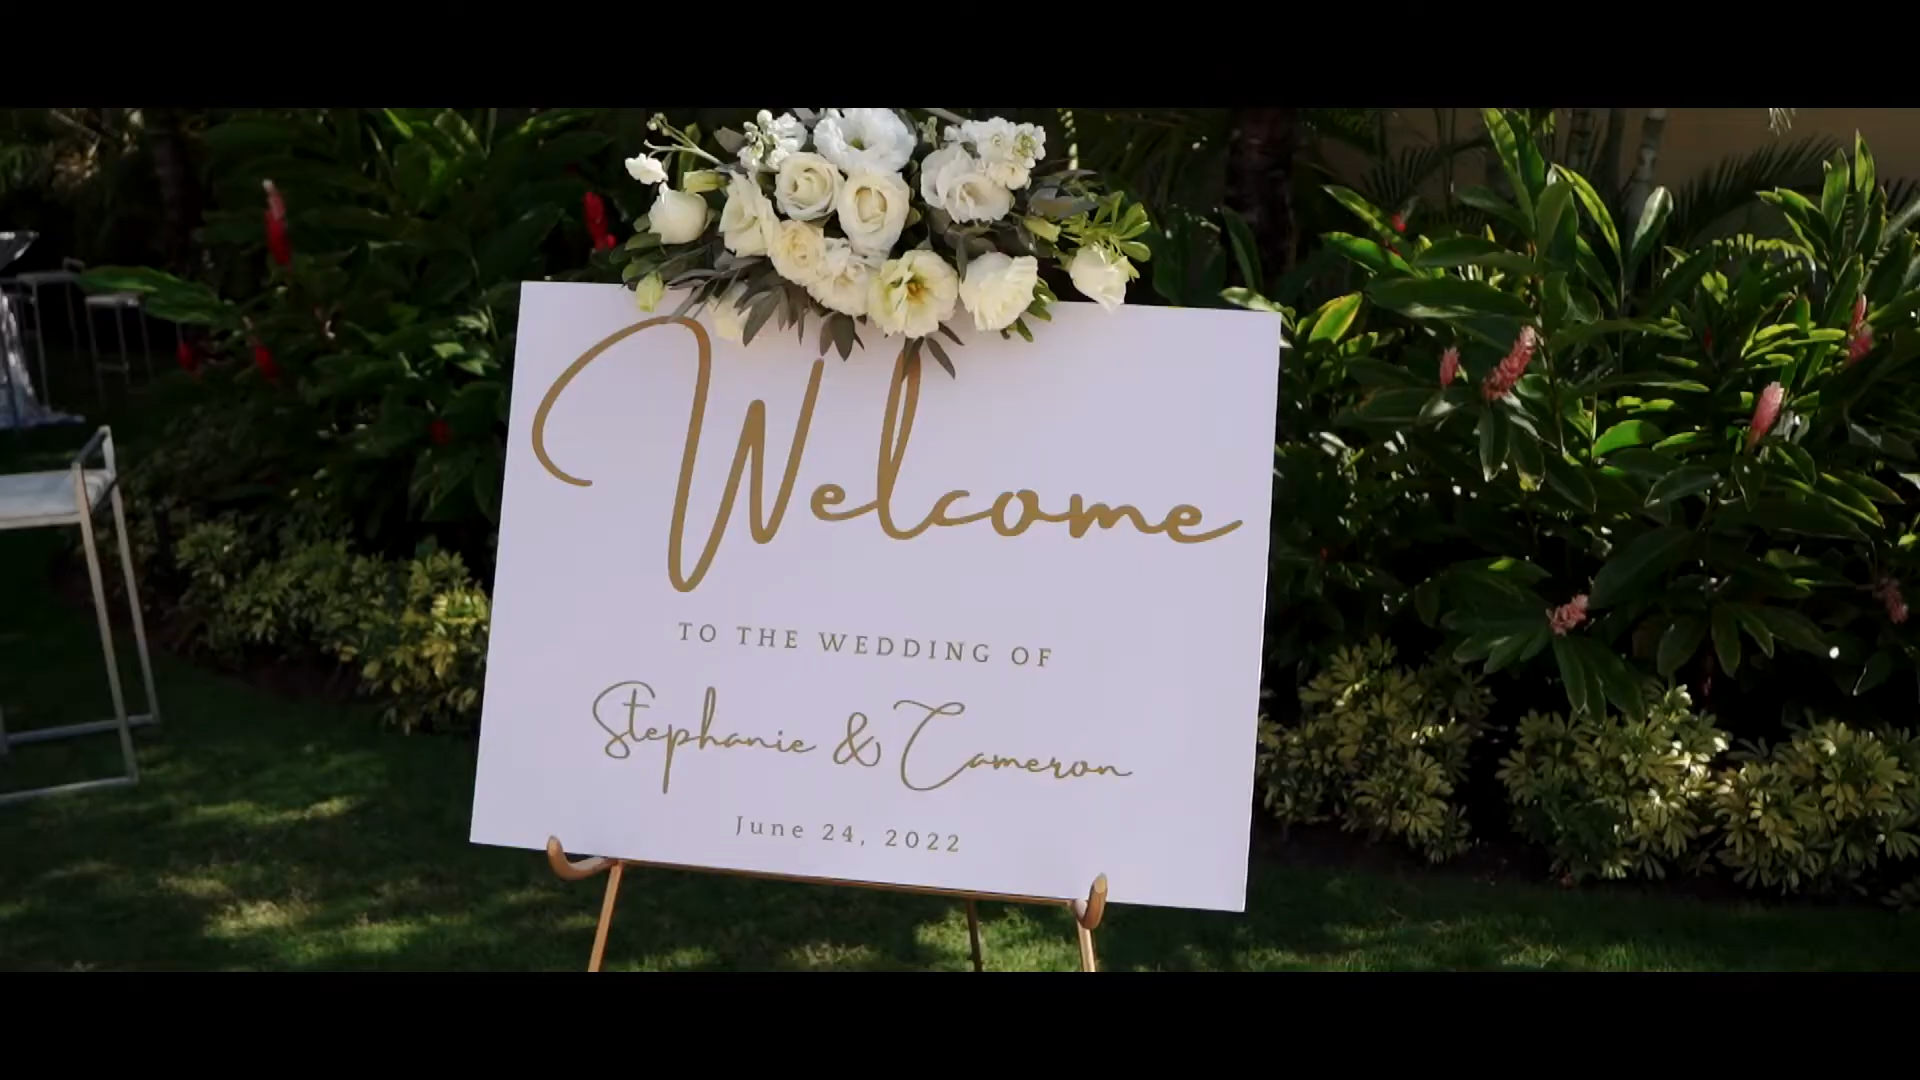 Welcome
TO THE WEDDING OF
Stephanie & Cameron
June 24, 2022